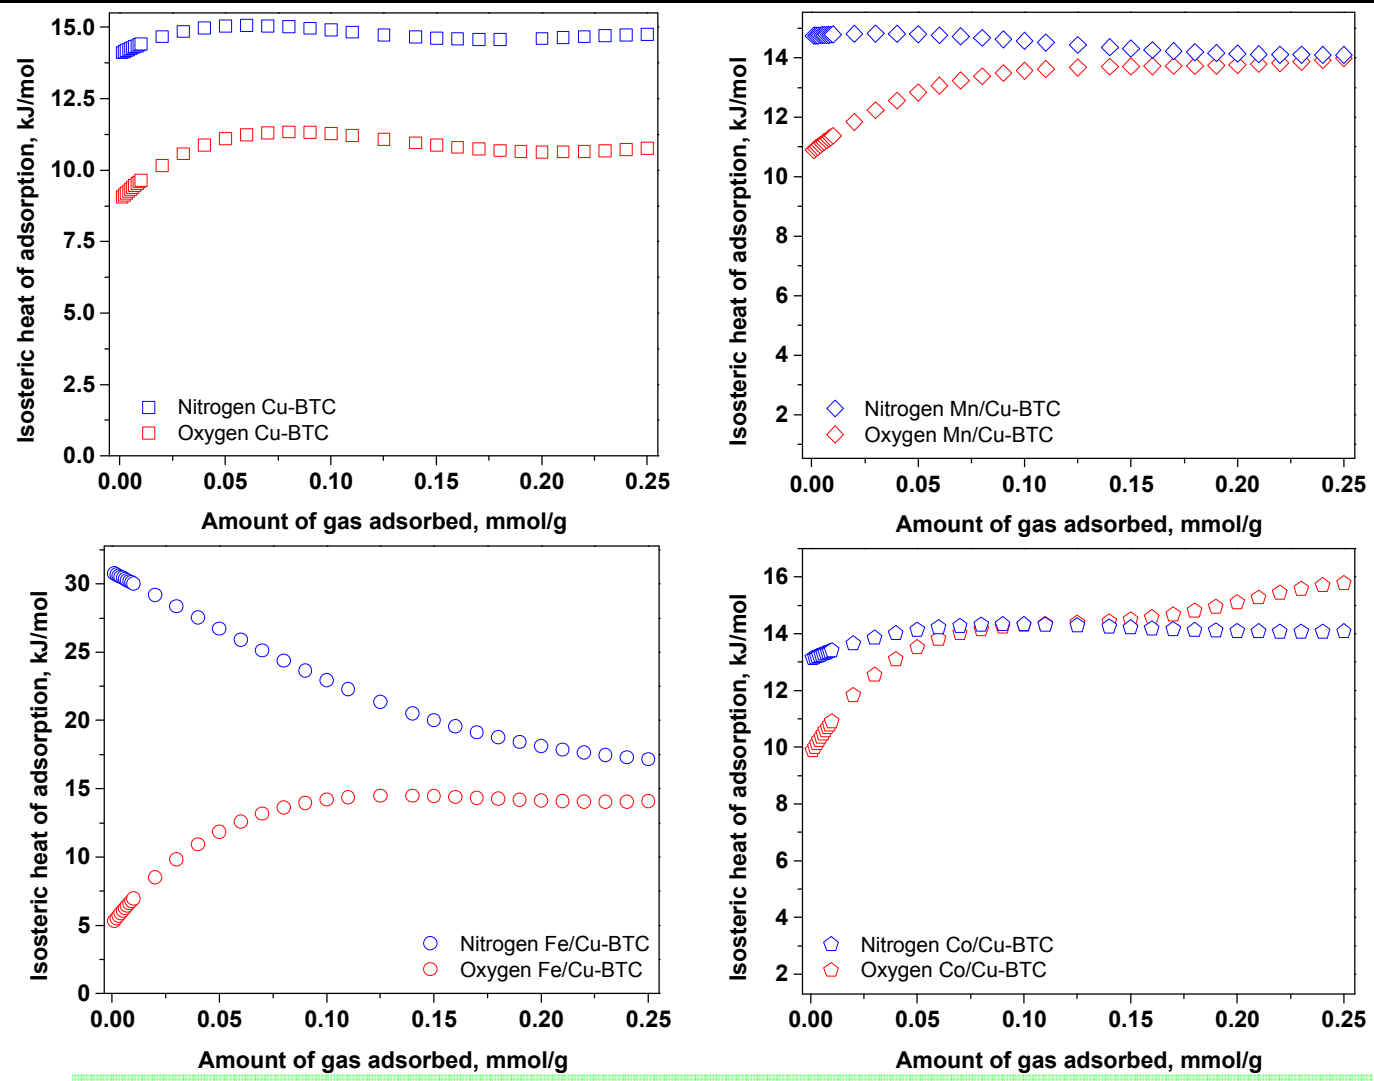 Isosteric heat of adsorption, kJ/mol
15.0
12.5
10.0
7.5
5.0
2.5
0.0
Nitrogen Cu-BTC
Oxygen Cu-BTC
0.00 0.05 0.10 0.15 0.20 0.25
Amount of gas adsorbed, mmol/g
Isosteric heat of adsorption, kJ/mol
14
12
10
8
6
4
2
Nitrogen Mn/Cu-BTC
Oxygen Mn/Cu-BTC
0.00 0.05 0.10 0.15 0.20 0.25
Amount of gas adsorbed, mmol/g
Isosteric heat of adsorption, kJ/mol
30
25
20
15
10
5
0
Nitrogen Fe/Cu-BTC
Oxygen Fe/Cu-BTC
0.00 0.05 0.10 0.15 0.20 0.25
Amount of gas adsorbed, mmol/g
Isosteric heat of adsorption, kJ/mol
16
14
12
10
8
6
4
2
Nitrogen Co/Cu-BTC
Oxygen Co/Cu-BTC
0.00 0.05 0.10 0.15 0.20 0.25
Amount of gas adsorbed, mmol/g